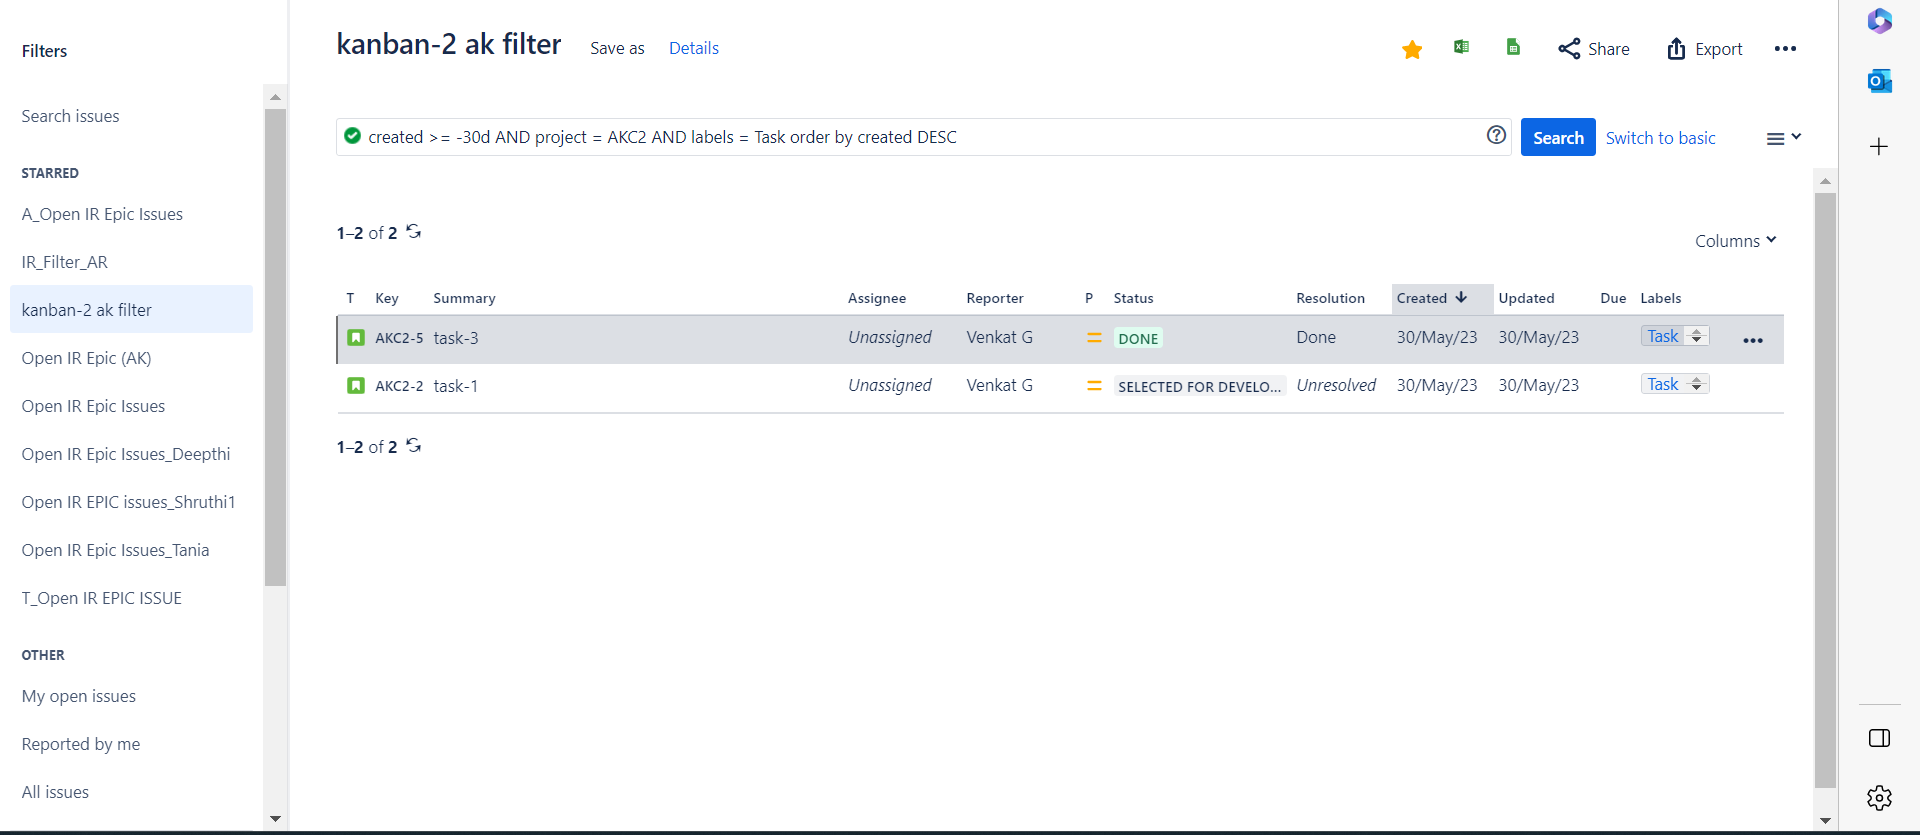 Filters
Search issues
STARRED
A_Open IR Epic Issues
IR_Filter_AR
kanban-2 ak filter
Open IR Epic (AK)
Open IR Epic Issues
Open IR Epic Issues_Deepthi
Open IR EPIC issues_Shruthi1
Open IR Epic Issues_Tania
T_Open IR EPIC ISSUE
OTHER
My open issues
Reported by me
All issues
kanban-2 ak filter Save as Details Share Export
created >= -30d AND project = AKC2 AND labels = Task order by created DESC Search Switch to basic
1–2 of 2
Columns
T Key Summary Assignee Reporter P Status Resolution Created Updated Due Labels
AKC2-5 task-3 Unassigned Venkat G DONE Done 30/May/23 30/May/23 Task
AKC2-2 task-1 Unassigned Venkat G SELECTED FOR DEVELO... Unresolved 30/May/23 30/May/23 Task
1–2 of 2